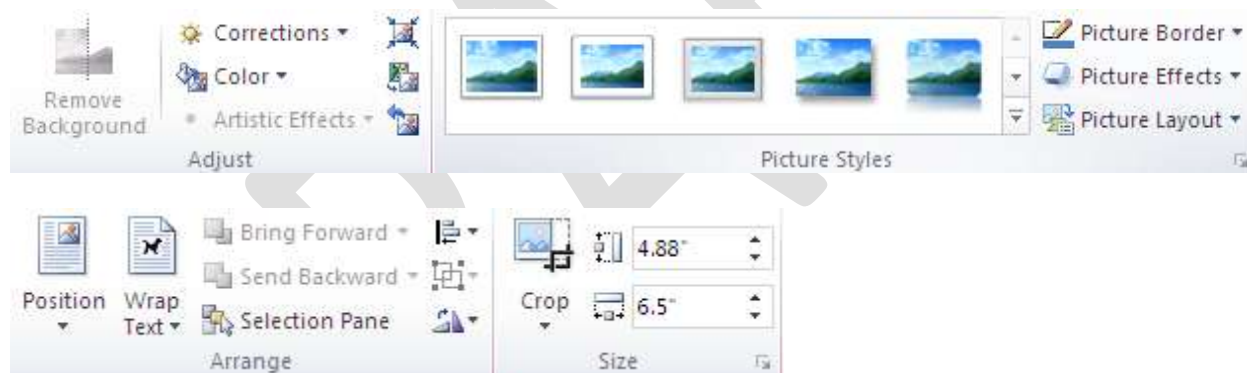 Remove
Background
Corrections
Color
Artistic Effects
Adjust
Picture Styles
Picture Border
Picture Effects
Picture Layout
Position
Wrap
Text
Bring Forward
Send Backward
Selection Pane
Arrange
Crop
4.88"
6.5"
Size